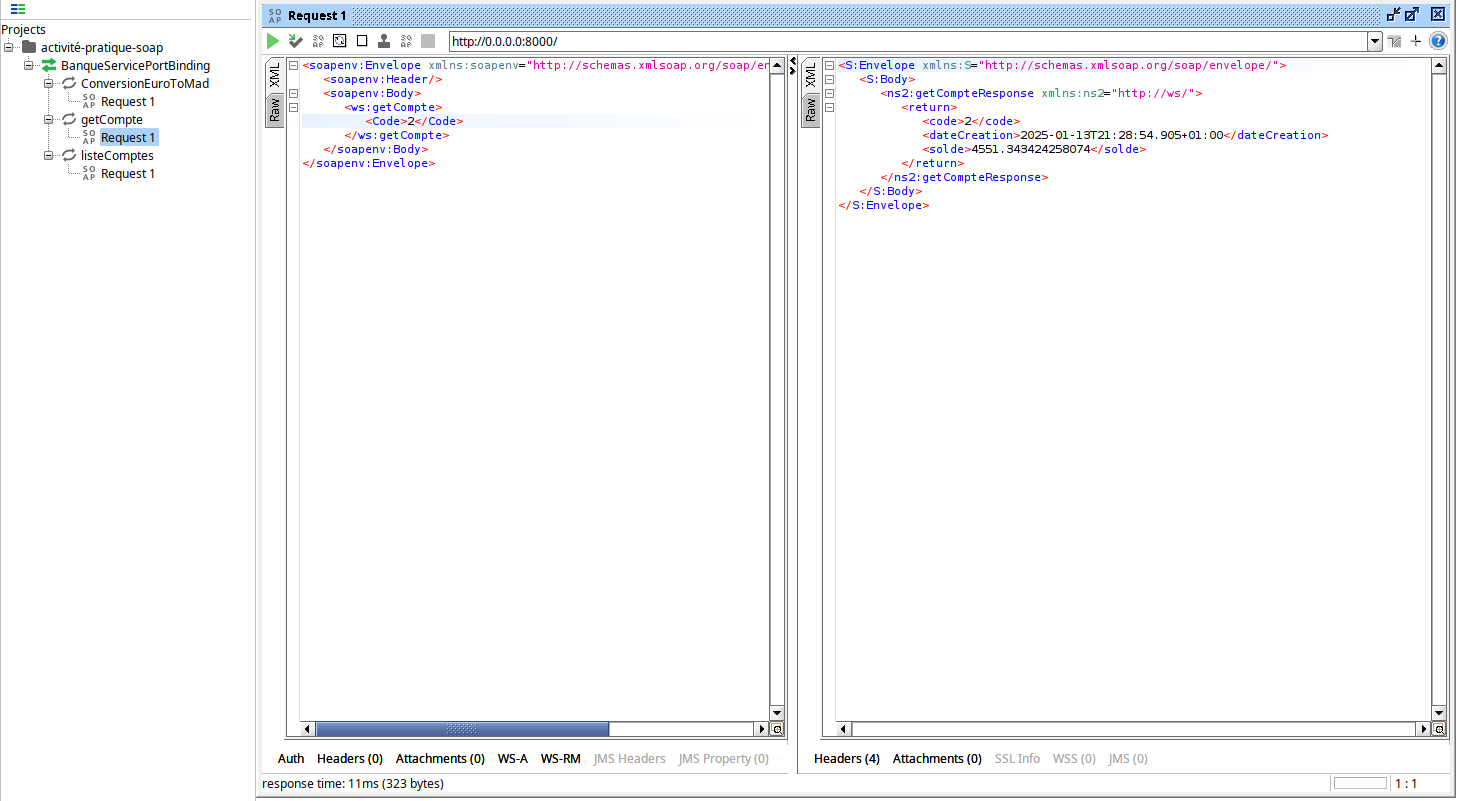 Projects
activité-pratique-soap
BanqueServicePortBinding
ConversionEuroToMad
SO AP Request 1
getCompte
SO AP Request 1
listeComptes
SO AP Request 1
SO AP Request 1
http://0.0.0.0:8000/
XML
Raw
<soapenv:Envelope xmlns:soapenv="http://schemas.xmlsoap.org/soap/en
<soapenv:Header/>
<soapenv:Body>
<ws:getCompte>
<Code>2</Code>
</ws:getCompte>
</soapenv:Body>
</soapenv:Envelope>
XML
Raw
<S:Envelope xmlns:S="http://schemas.xmlsoap.org/soap/envelope/">
<S:Body>
<ns2:getCompteResponse xmlns:ns2="http://ws/">
<return>
<code>2</code>
<dateCreation>2025-01-13T21:28:54.905+01:00</dateCreation>
<solde>4551.343424258074</solde>
</return>
</ns2:getCompteResponse>
</S:Body>
</S:Envelope>
Auth Headers (0) Attachments (0) WS-A WS-RM JMS Headers JMS Property (0)
Headers (4) Attachments (0) SSL Info WSS (0) JMS (0)
response time: 11ms (323 bytes)
1 : 1